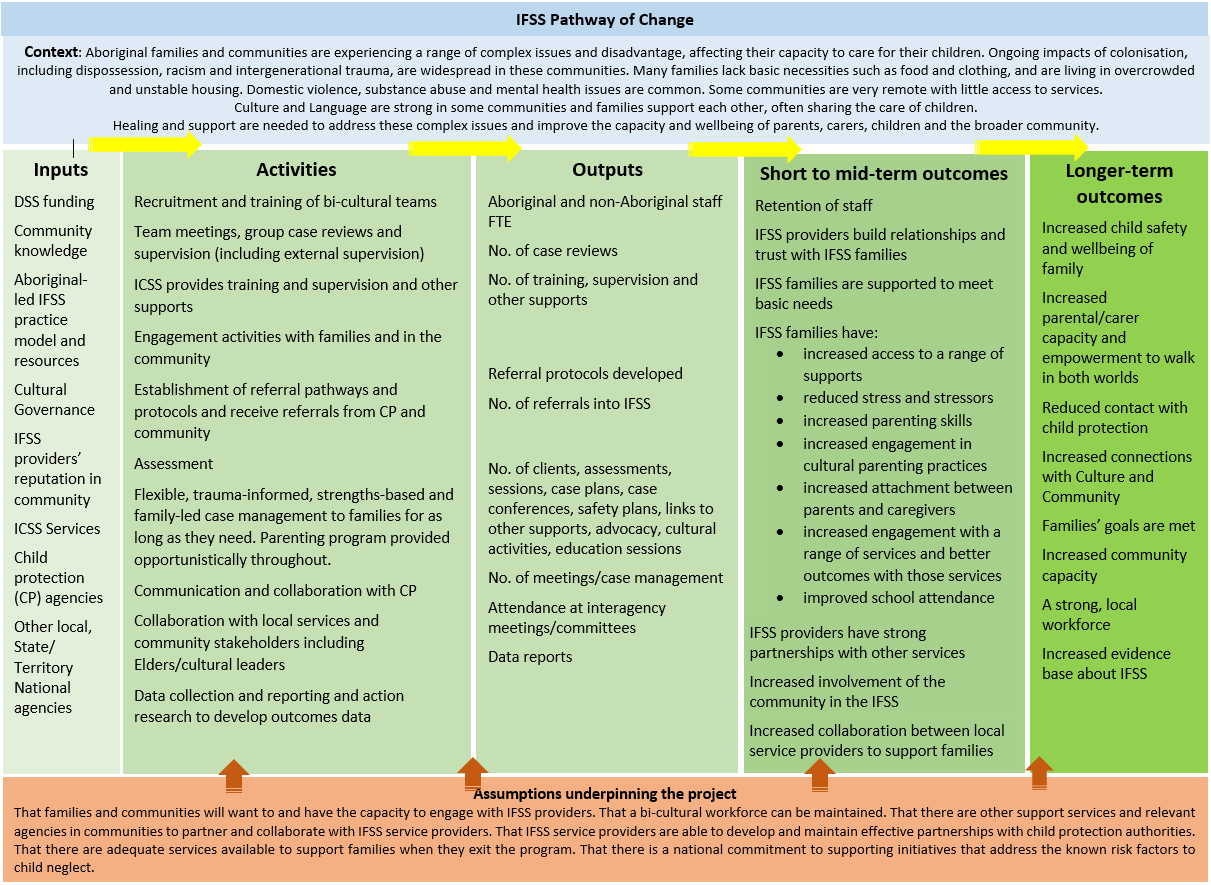 IFSS Pathway of Change
Context: Aboriginal families and communities are experiencing a range of complex issues and disadvantage, affecting their capacity to care for their children. Ongoing impacts of colonisation,
including dispossession, racism and intergenerational trauma, are widespread in these communities. Many families lack basic necessities such as food and clothing, and are living in overcrowded
and unstable housing. Domestic violence, substance abuse and mental health issues are common. Some communities are very remote with little access to services.
Culture and Language are strong in some communities and families support each other, often sharing the care of children.
Healing and support are needed to address these complex issues and improve the capacity and wellbeing of parents, carers, children and the broader community.
Inputs
DSS funding
Community
knowledge
Aboriginal-
led IFSS
practice
model and
resources
Cultural
Governance
IFSS
providers'
reputation in
community
ICSS Services
Child
protection
(CP) agencies
Other local,
State/
Territory
National
agencies
Activities
Recruitment and training of bi-cultural teams
Team meetings, group case reviews and
supervision (including external supervision)
ICSS provides training and supervision and other
supports
Engagement activities with families and in the
community
Establishment of referral pathways and
protocols and receive referrals from CP and
community
Assessment
Flexible, trauma-informed, strengths-based and
family-led case management to families for as
long as they need. Parenting program provided
opportunistically throughout.
Communication and collaboration with CP
Collaboration with local services and
community stakeholders including
Elders/cultural leaders
Data collection and reporting and action
research to develop outcomes data
Outputs
Aboriginal and non-Aboriginal staff
FTE
No. of case reviews
No. of training, supervision and
other supports
Referral protocols developed
No. of referrals into IFSS
No. of clients, assessments,
sessions, case plans, case
conferences, safety plans, links to
other supports, advocacy, cultural
activities, education sessions
No. of meetings/case management
Attendance at interagency
meetings/committees
Data reports
Short to mid-term outcomes
Retention of staff
IFSS providers build relationships and
trust with IFSS families
IFSS families are supported to meet
basic needs
IFSS families have:
• increased access to a range of
supports
• reduced stress and stressors
• increased parenting skills
• increased engagement in
cultural parenting practices
• increased attachment between
parents and caregivers
• increased engagement with a
range of services and better
outcomes with those services
• improved school attendance
IFSS providers have strong
partnerships with other services
Increased involvement of the
community in the IFSS
Increased collaboration between local
service providers to support families
Longer-term
outcomes
Increased child safety
and wellbeing of
family
Increased
parental/carer
capacity and
empowerment to walk
in both worlds
Reduced contact with
child protection
Increased connections
with Culture and
Community
Families' goals are met
Increased community
capacity
A strong, local
workforce
Increased evidence
base about IFSS
Assumptions underpinning the project
That families and communities will want to and have the capacity to engage with IFSS providers. That a bi-cultural workforce can be maintained. That there are other support services and relevant
agencies in communities to partner and collaborate with IFSS service providers. That IFSS service providers are able to develop and maintain effective partnerships with child protection authorities.
That there are adequate services available to support families when they exit the program. That there is a national commitment to supporting initiatives that address the known risk factors to
child neglect.